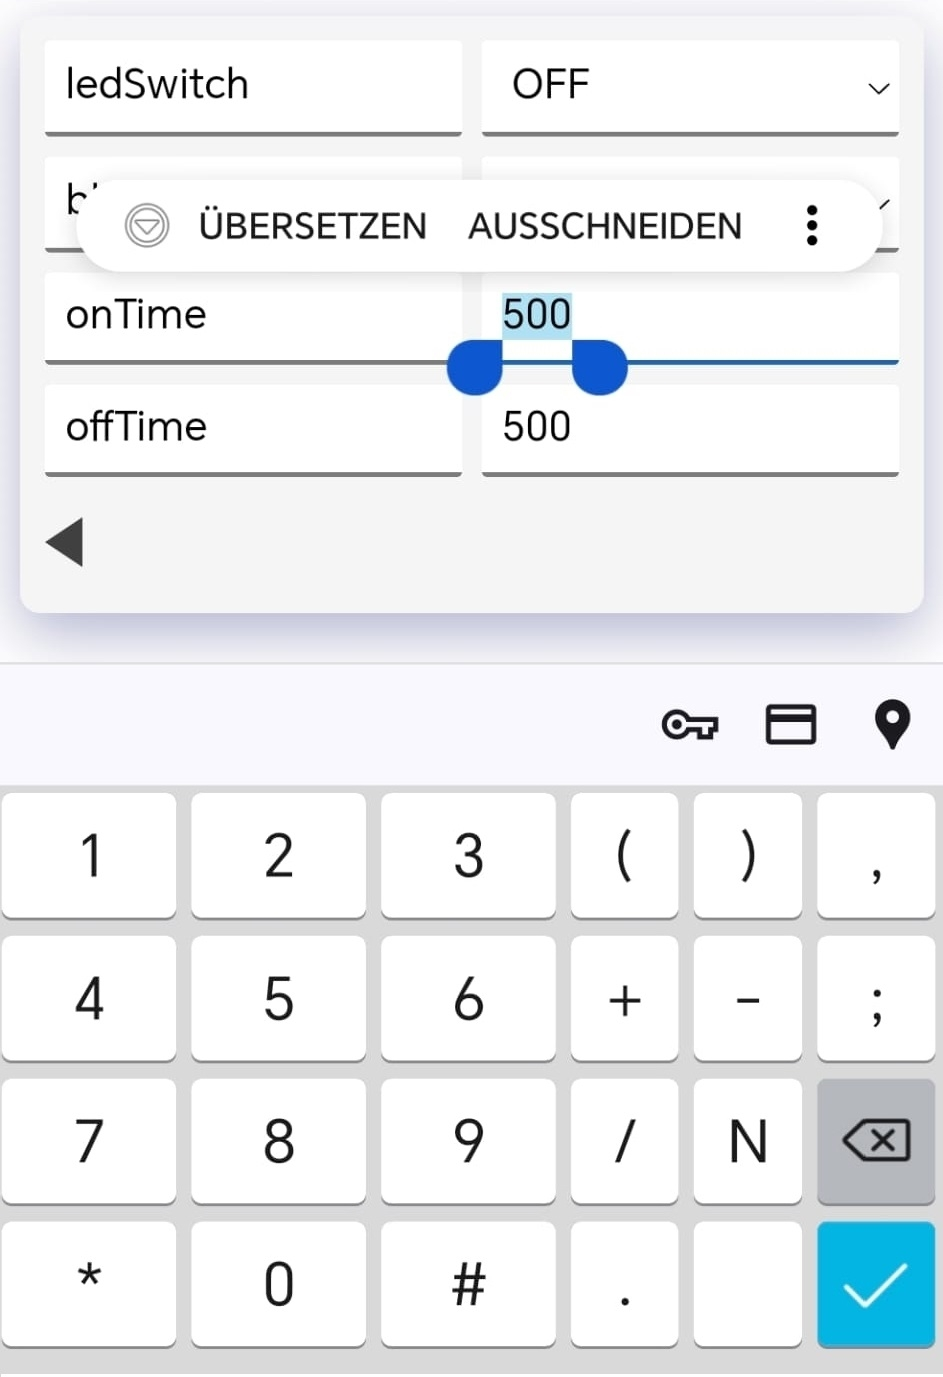 ledSwitch OFF
ÜBERSETZEN AUSSCHNEIDEN
onTime 500
offTime 500
1 2 3 ( ) ,
4 5 6 + - ;
7 8 9 / N
* 0 # .